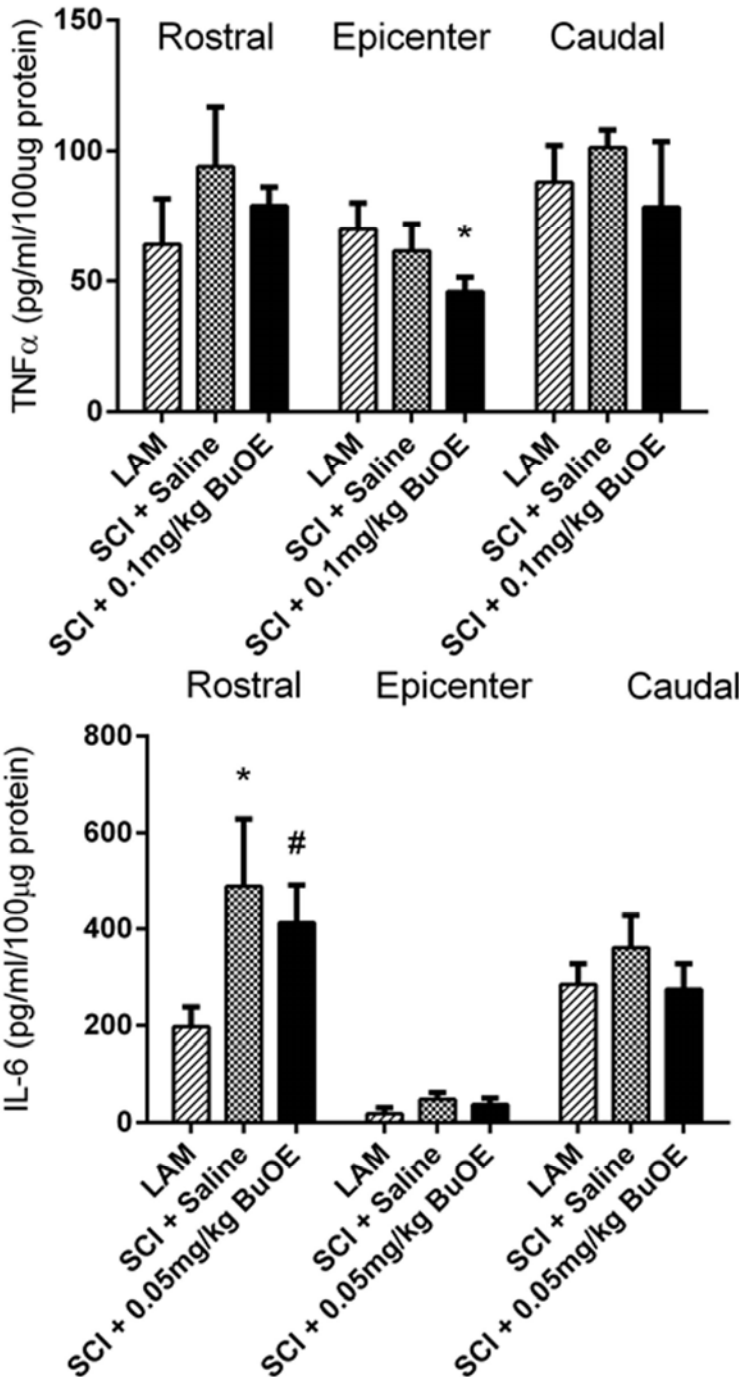 Rostral Epicenter Caudal
TNFα (pg/ml/100ug protein)
150
100
50
0
LAM
SCI + Saline
SCI + 0.1mg/kg BuOE
LAM
SCI + Saline
SCI + 0.1mg/kg BuOE
LAM
SCI + Saline
SCI + 0.1mg/kg BuOE
*
Rostral Epicenter Caudal
IL-6 (pg/ml/100μg protein)
800
600
400
200
0
*
#
LAM
SCI + Saline
SCI + 0.05mg/kg BuOE
LAM
SCI + Saline
SCI + 0.05mg/kg BuOE
LAM
SCI + Saline
SCI + 0.05mg/kg BuOE